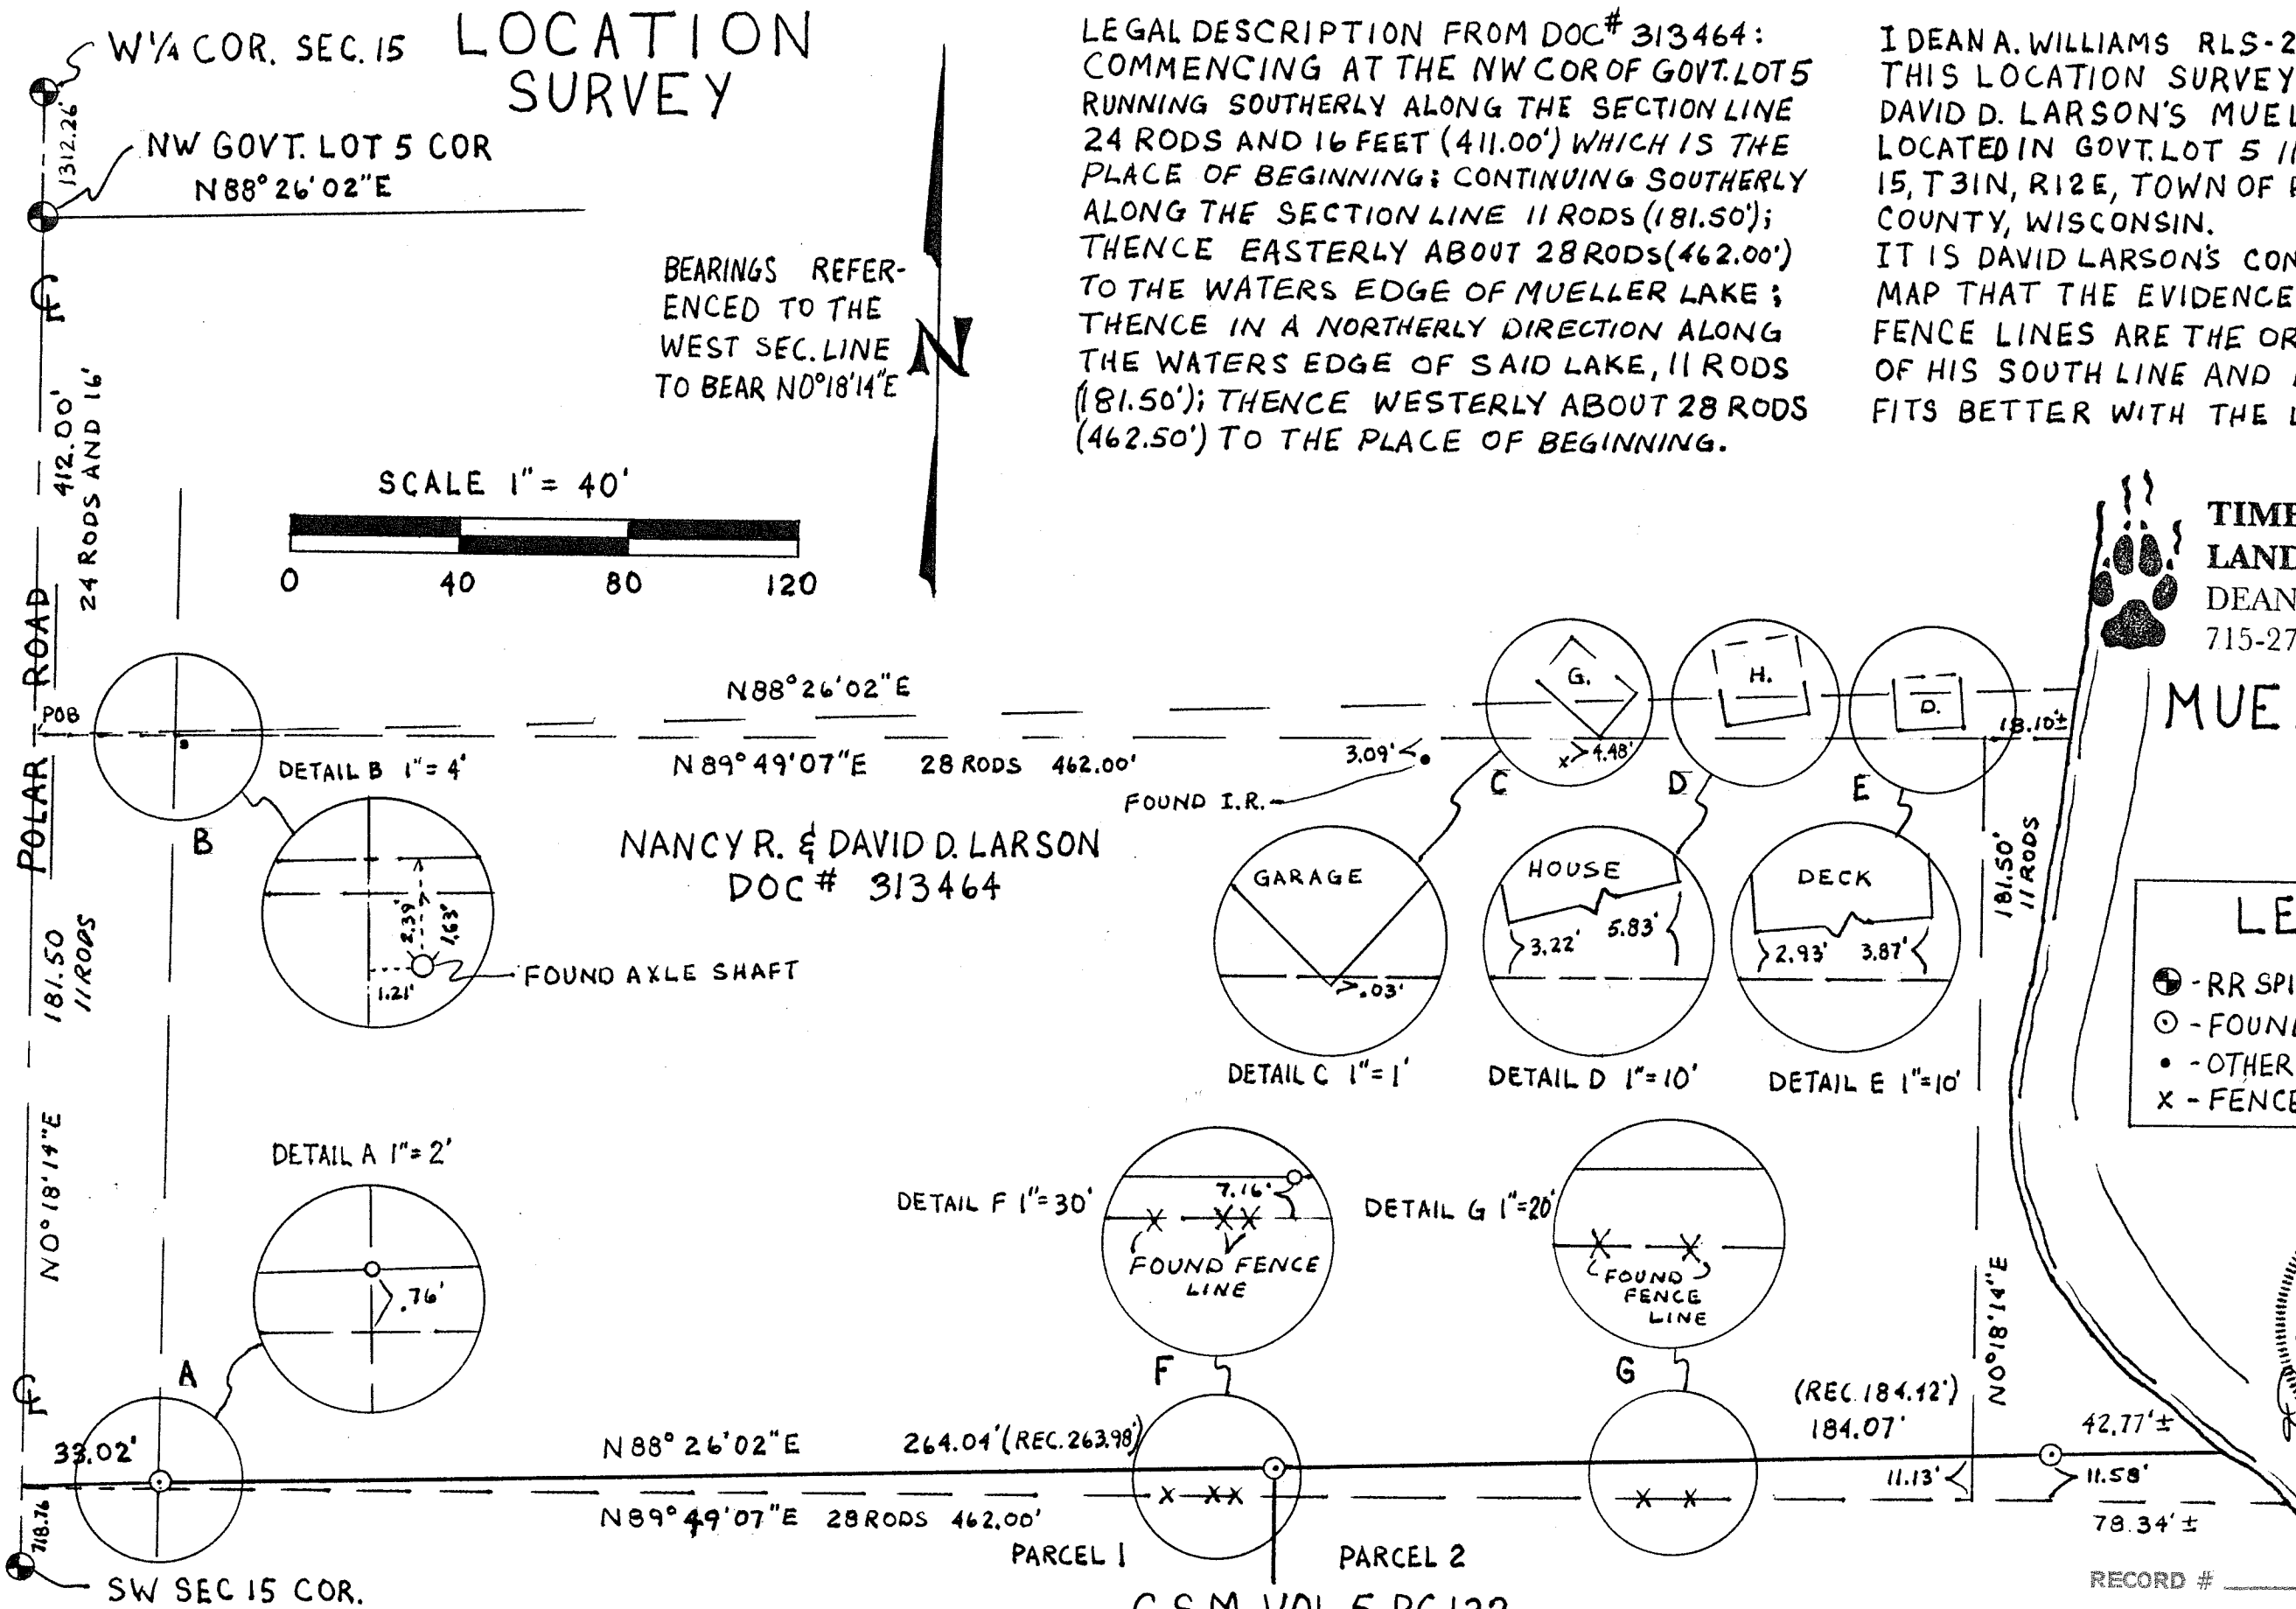 LOCATION
SURVEY
W 1/4 COR. SEC. 15
1312.26'
NW GOVT. LOT 5 COR
N88°26'02"E
BEARINGS REFER-
ENCED TO THE
WEST SEC. LINE
TO BEAR N0°18'14"E
N
SCALE 1" = 40'
0 40 80 120
LEGAL DESCRIPTION FROM DOC# 313464:
COMMENCING AT THE NW COR OF GOVT. LOT 5
RUNNING SOUTHERLY ALONG THE SECTION LINE
24 RODS AND 16 FEET (411.00') WHICH IS THE
PLACE OF BEGINNING; CONTINUING SOUTHERLY
ALONG THE SECTION LINE 11 RODS (181.50');
THENCE EASTERLY ABOUT 28 RODS (462.00')
TO THE WATERS EDGE OF MUELLER LAKE;
THENCE IN A NORTHERLY DIRECTION ALONG
THE WATERS EDGE OF SAID LAKE, 11 RODS
(181.50'); THENCE WESTERLY ABOUT 28 RODS
(462.50') TO THE PLACE OF BEGINNING.
I DEAN A. WILLIAMS RLS-2
THIS LOCATION SURVEY
DAVID D. LARSON'S MUEL
LOCATED IN GOVT. LOT 5
15, T31N, R12E, TOWN OF
COUNTY, WISCONSIN.
IT IS DAVID LARSON'S CON
MAP THAT THE EVIDENCE
FENCE LINES ARE THE OR
OF HIS SOUTH LINE AND
FITS BETTER WITH THE L
TIME
LAND
DEAN
715-27
MUE
412.00'
24 RODS AND 16'
POLAR ROAD
POB
181.50
11 RODS
N0°18'14"E
B
DETAIL B 1"=4'
2.39'
1.63'
1.21'
FOUND AXLE SHAFT
N88°26'02"E
N89°49'07"E 28 RODS 462.00'
NANCY R. & DAVID D. LARSON
DOC# 313464
3.09'
FOUND I.R.
G.
x 4.48'
C
H.
D
D.
E
18.10'±
GARAGE
.03'
DETAIL C 1"=1'
HOUSE
3.22' 5.83'
DETAIL D 1"=10'
DECK
2.93' 3.87'
DETAIL E 1"=10'
181.50'
11 RODS
LE
- RR SPI
- FOUN
- OTHER
X - FENCE
DETAIL A 1"=2'
.76'
A
DETAIL F 1"=30'
7.16'
X XX
FOUND FENCE
LINE
F
DETAIL G 1"=20'
X X
FOUND
FENCE
LINE
G
N0°18'14"E
33.02'
N88°26'02"E 264.04' (REC. 263.98')
(REC. 184.12')
184.07'
42.77'±
X XX
X X
11.13'
11.58'
N89°49'07"E 28 RODS 462.00'
78.34'±
718.76
PARCEL 1
PARCEL 2
SW SEC 15 COR.
C.S.M. VOL 5 PG 122
RECORD #